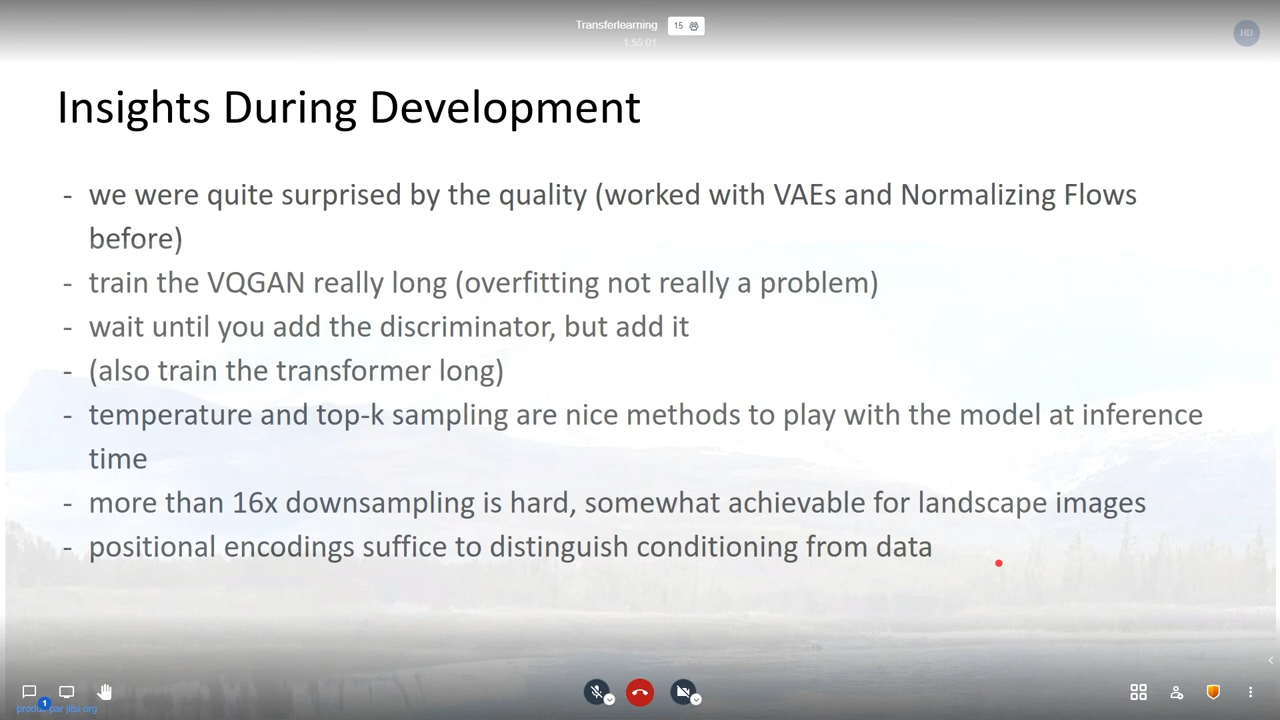 Transferlearning 15
1:55:01
HD
Insights During Development
- we were quite surprised by the quality (worked with VAEs and Normalizing Flows
before)
- train the VQGAN really long (overfitting not really a problem)
- wait until you add the discriminator, but add it
- (also train the transformer long)
- temperature and top-k sampling are nice methods to play with the model at inference
time
- more than 16x downsampling is hard, somewhat achievable for landscape images
- positional encodings suffice to distinguish conditioning from data
1
par jitsi.org